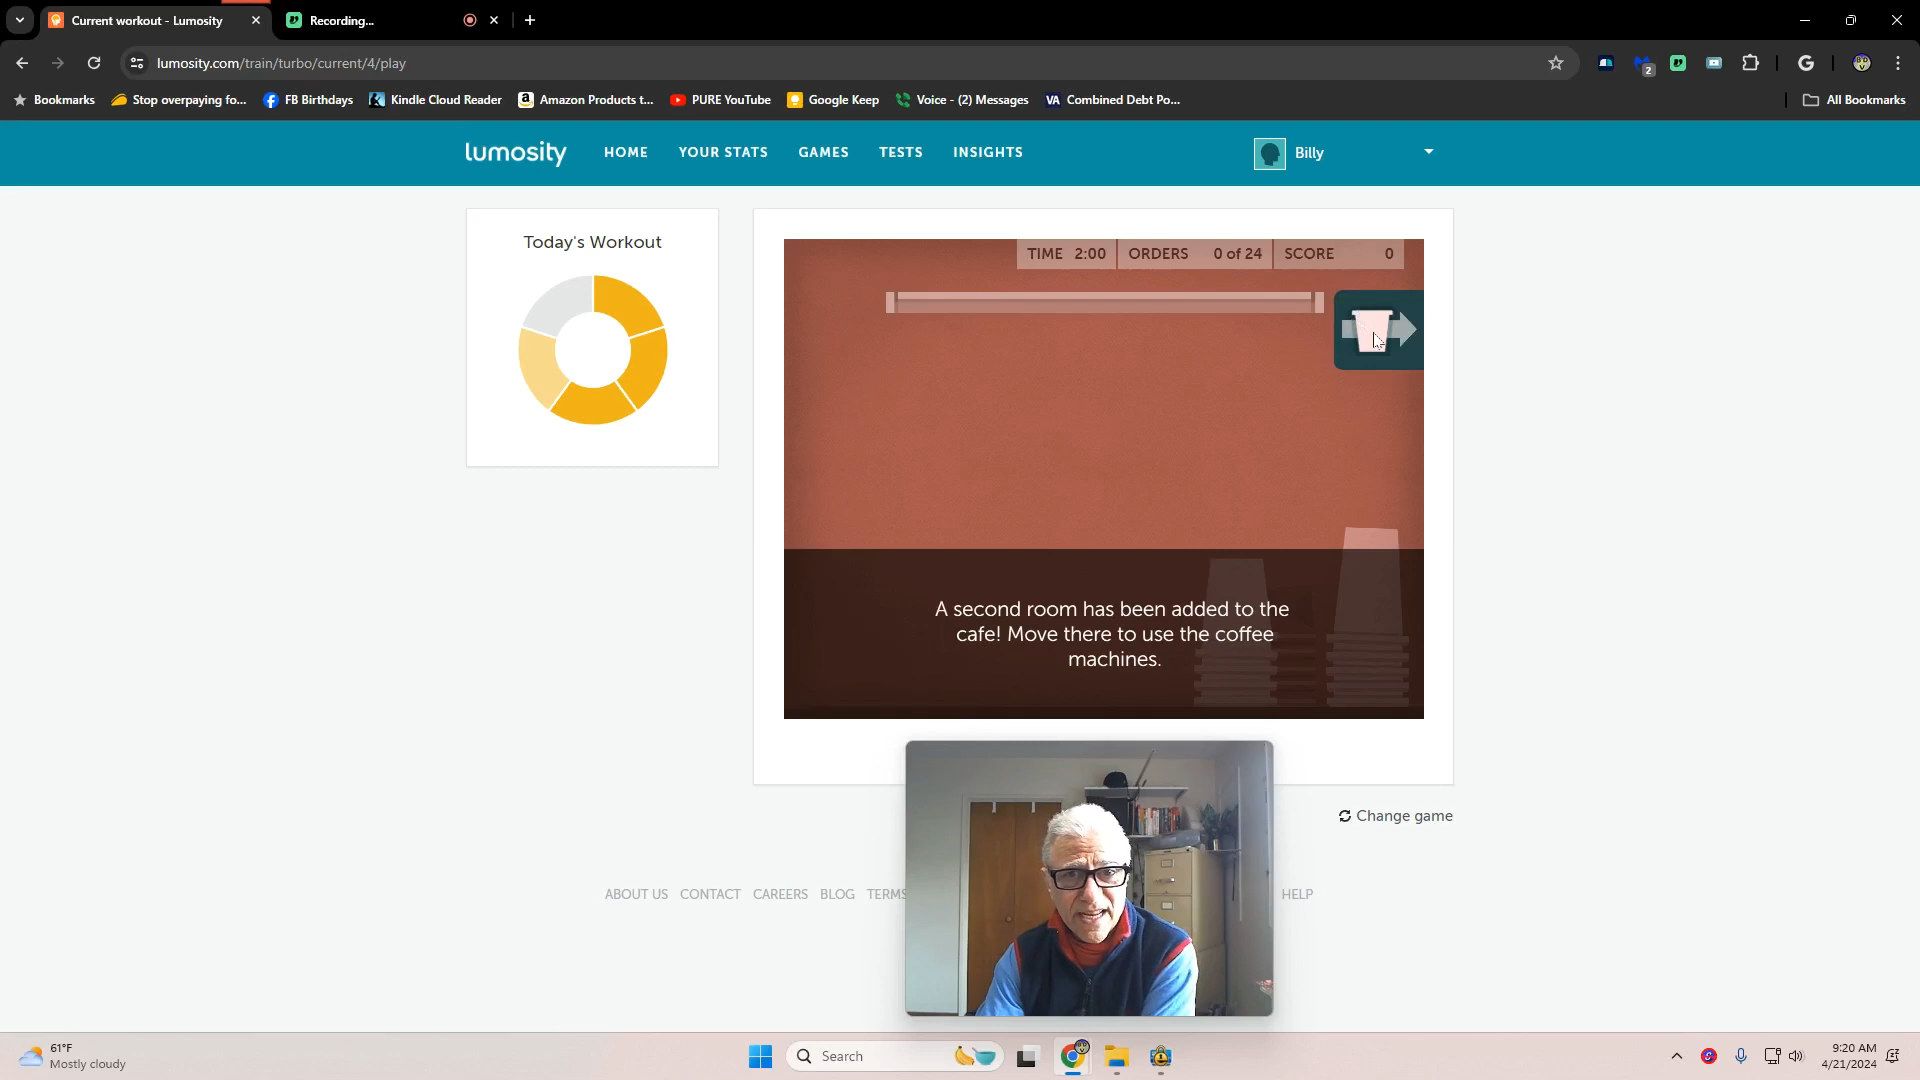 Current workout - Lumosity
Recording...
lumosity.com/train/turbo/current/4/play
2
Bookmarks
Stop overpaying fo...
FB Birthdays
Kindle Cloud Reader
Amazon Products t...
PURE YouTube
Google Keep
Voice - (2) Messages
VA Combined Debt Po...
All Bookmarks
lumosity
HOME
YOUR STATS
GAMES
TESTS
INSIGHTS
Billy
Today's Workout
TIME 2:00
ORDERS 0 of 24
SCORE 0
A second room has been added to the
cafe! Move there to use the coffee
machines.
Change game
ABOUT US
CONTACT
CAREERS
BLOG
TERMS
HELP
61°F
Mostly cloudy
Search
9:20 AM
4/21/2024